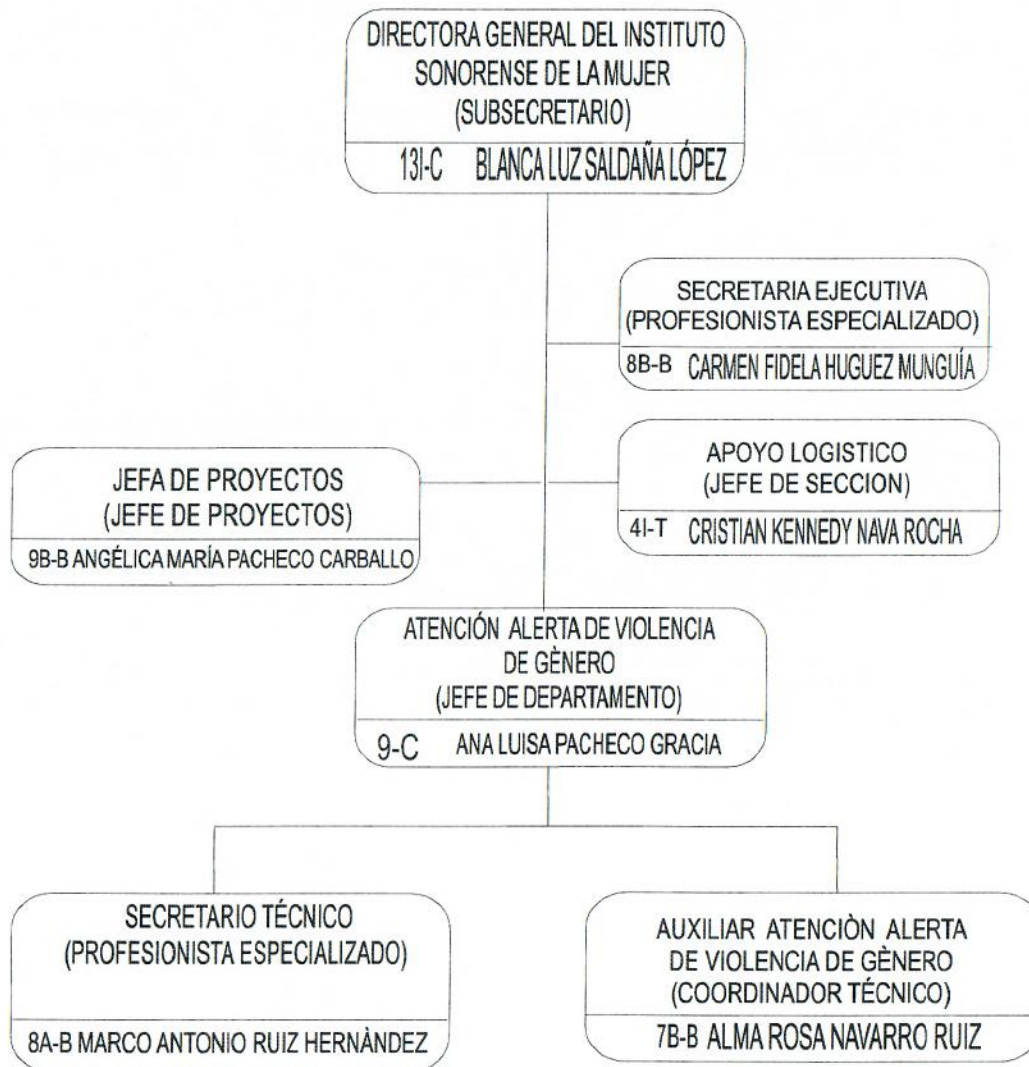 DIRECTORA GENERAL DEL INSTITUTO
SONORENSE DE LA MUJER
(SUBSECRETARIO)
13I-C BLANCA LUZ SALDAÑA LÓPEZ
SECRETARIA EJECUTIVA
(PROFESIONISTA ESPECIALIZADO)
8B-B CARMEN FIDELA HUGUEZ MUNGUÍA
JEFA DE PROYECTOS
(JEFE DE PROYECTOS)
9B-B ANGÉLICA MARÍA PACHECO CARBALLO
APOYO LOGISTICO
(JEFE DE SECCION)
4I-T CRISTIAN KENNEDY NAVA ROCHA
ATENCIÓN ALERTA DE VIOLENCIA
DE GÈNERO
(JEFE DE DEPARTAMENTO)
9-C ANA LUISA PACHECO GRACIA
SECRETARIO TÉCNICO
(PROFESIONISTA ESPECIALIZADO)
8A-B MARCO ANTONIO RUIZ HERNÀNDEZ
AUXILIAR ATENCIÒN ALERTA
DE VIOLENCIA DE GÈNERO
(COORDINADOR TÉCNICO)
7B-B ALMA ROSA NAVARRO RUIZ